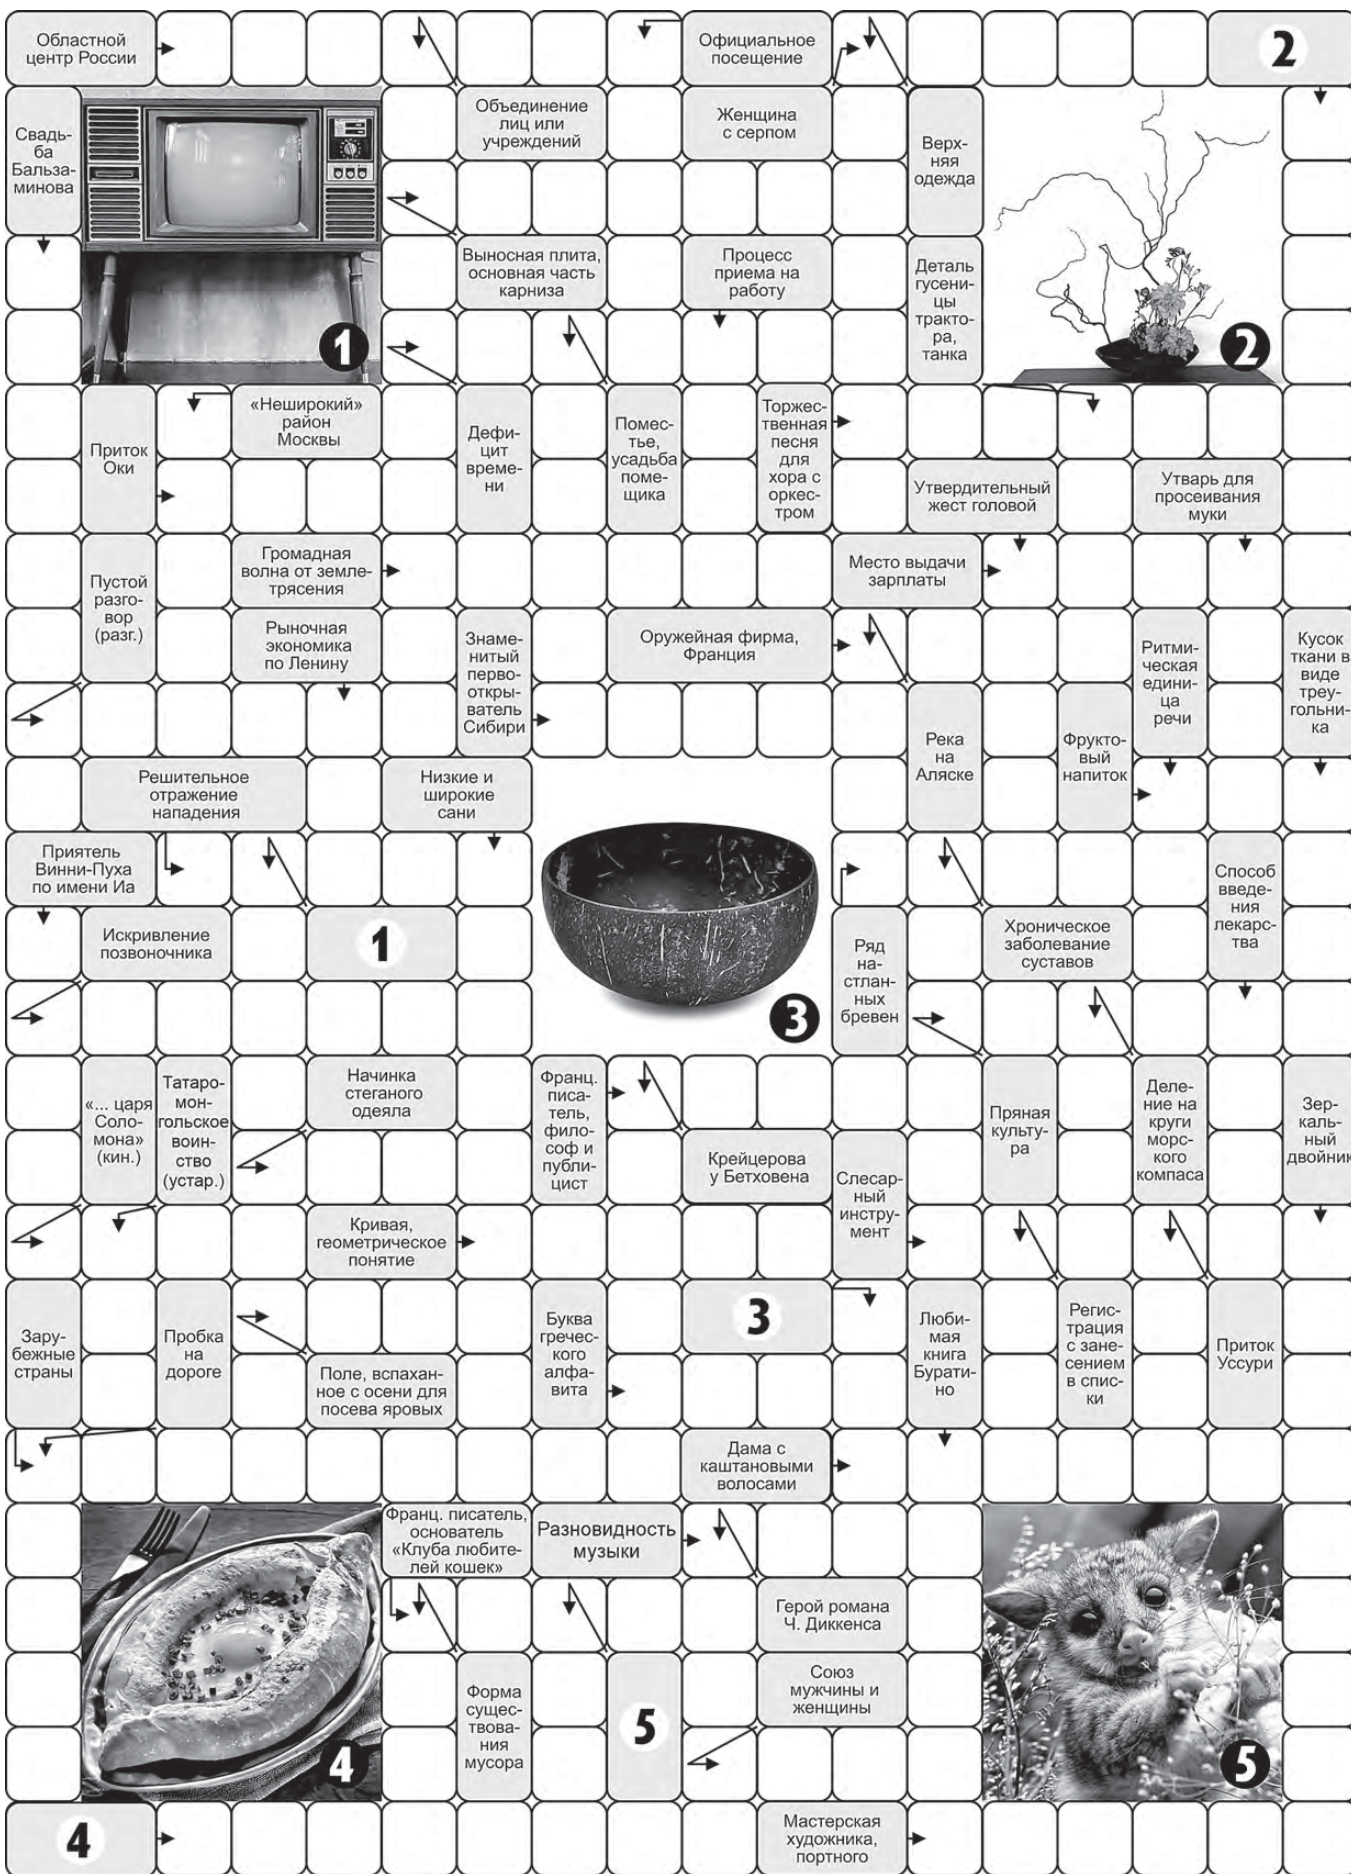 Областной
центр России
Официальное
посещение
2
Свадь-
ба
Бальза-
минова
Объединение
лиц или
учреждений
Женщина
с серпом
Верх-
няя
одежда
Выносная плита,
основная часть
карниза
Процесс
приема на
работу
Деталь
гусени-
цы
тракто-
ра,
танка
1
2
Приток
Оки
«Неширокий»
район
Москвы
Дефи-
цит
време-
ни
Помес-
тье,
усадьба
поме-
щика
Торжес-
твенная
песня
для
хора с
оркес-
тром
Утвердительный
жест головой
Утварь для
просеивания
муки
Пустой
разго-
вор
(разг.)
Громадная
волна от земле-
трясения
Место выдачи
зарплаты
Рыночная
экономика
по Ленину
Знаме-
нитый
перво-
откры-
ватель
Сибири
Оружейная фирма,
Франция
Ритми-
ческая
едини-
ца
речи
Кусок
ткани в
виде
треу-
гольни-
ка
Река
на
Аляске
Фрукто-
вый
напиток
Решительное
отражение
нападения
Низкие и
широкие
сани
Приятель
Винни-Пуха
по имени Иа
Способ
введе-
ния
лекарс-
тва
Искривление
позвоночника
1
Ряд
на-
стлан-
ных
бревен
Хроническое
заболевание
суставов
3
«... царя
Соло-
мона»
(кин.)
Татаро-
мон-
гольское
воин-
ство
(устар.)
Начинка
стеганого
одеяла
Франц.
писа-
тель,
фило-
соф и
публи-
цист
Пряная
культу-
ра
Деле-
ние на
круги
морс-
кого
компаса
Зер-
каль-
ный
двойник
Крейцерова
у Бетховена
Слесар-
ный
инстру-
мент
Кривая,
геометрическое
понятие
Зару-
бежные
страны
Пробка
на
дороге
Буква
гречес-
кого
алфа-
вита
3
Люби-
мая
книга
Бурати-
но
Регис-
трация
с зане-
сением
в спис-
ки
Приток
Уссури
Поле, вспахан-
ное с осени для
посева яровых
Дама с
каштановыми
волосами
Франц. писатель,
основатель
«Клуба любите-
лей кошек»
Разновидность
музыки
Герой романа
Ч. Диккенса
Форма
сущес-
твова-
ния
мусора
5
Союз
мужчины и
женщины
4
5
4
Мастерская
художника,
портного